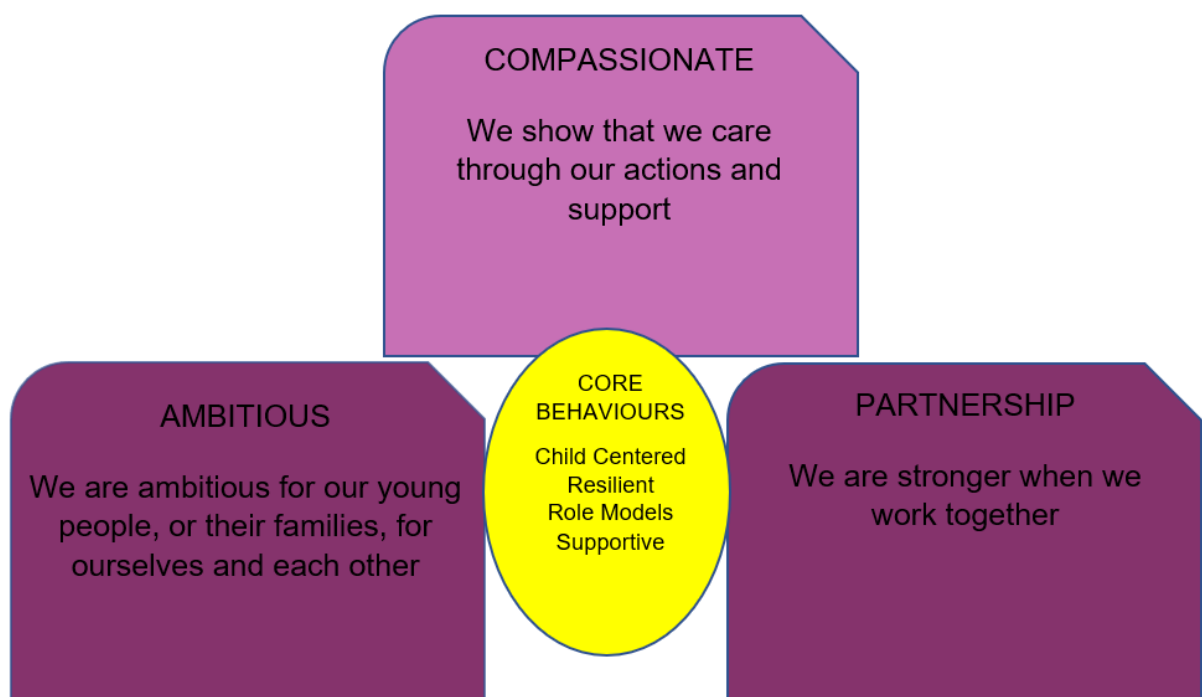 COMPASSIONATE
We show that we care
through our actions and
support
AMBITIOUS
We are ambitious for our young
people, or their families, for
ourselves and each other
CORE
BEHAVIOURS
Child Centered
Resilient
Role Models
Supportive
PARTNERSHIP
We are stronger when we
work together